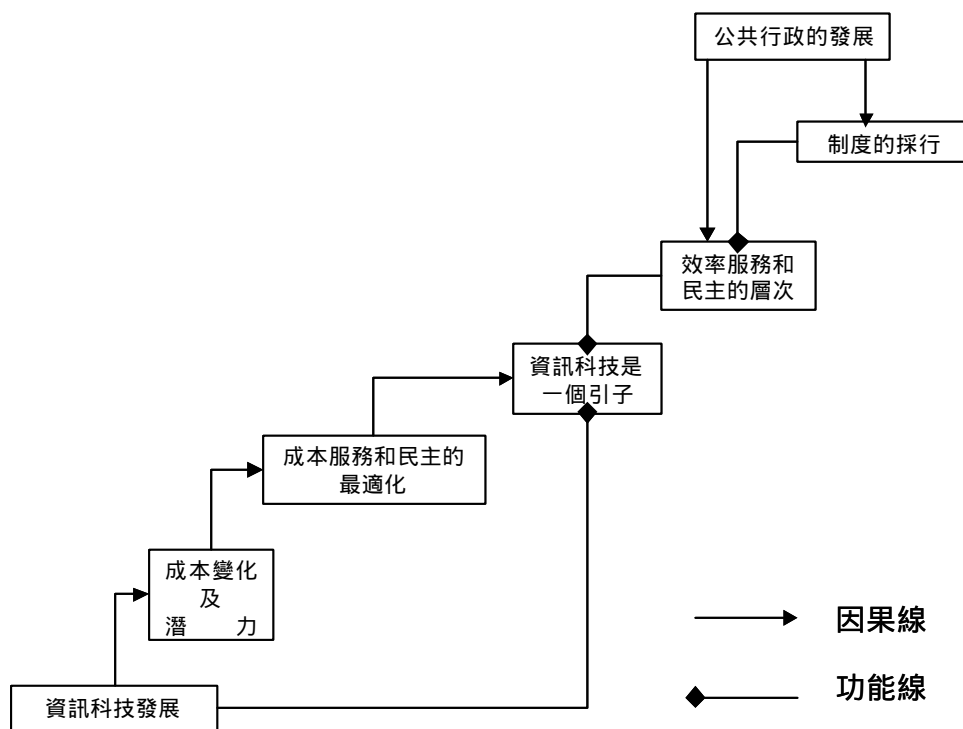 公共行政的發展
制度的採行
效率服務和
民主的層次
資訊科技是
一個引子
成本服務和民主的
最適化
成本變化
及
潛 力
因果線
功能線
資訊科技發展